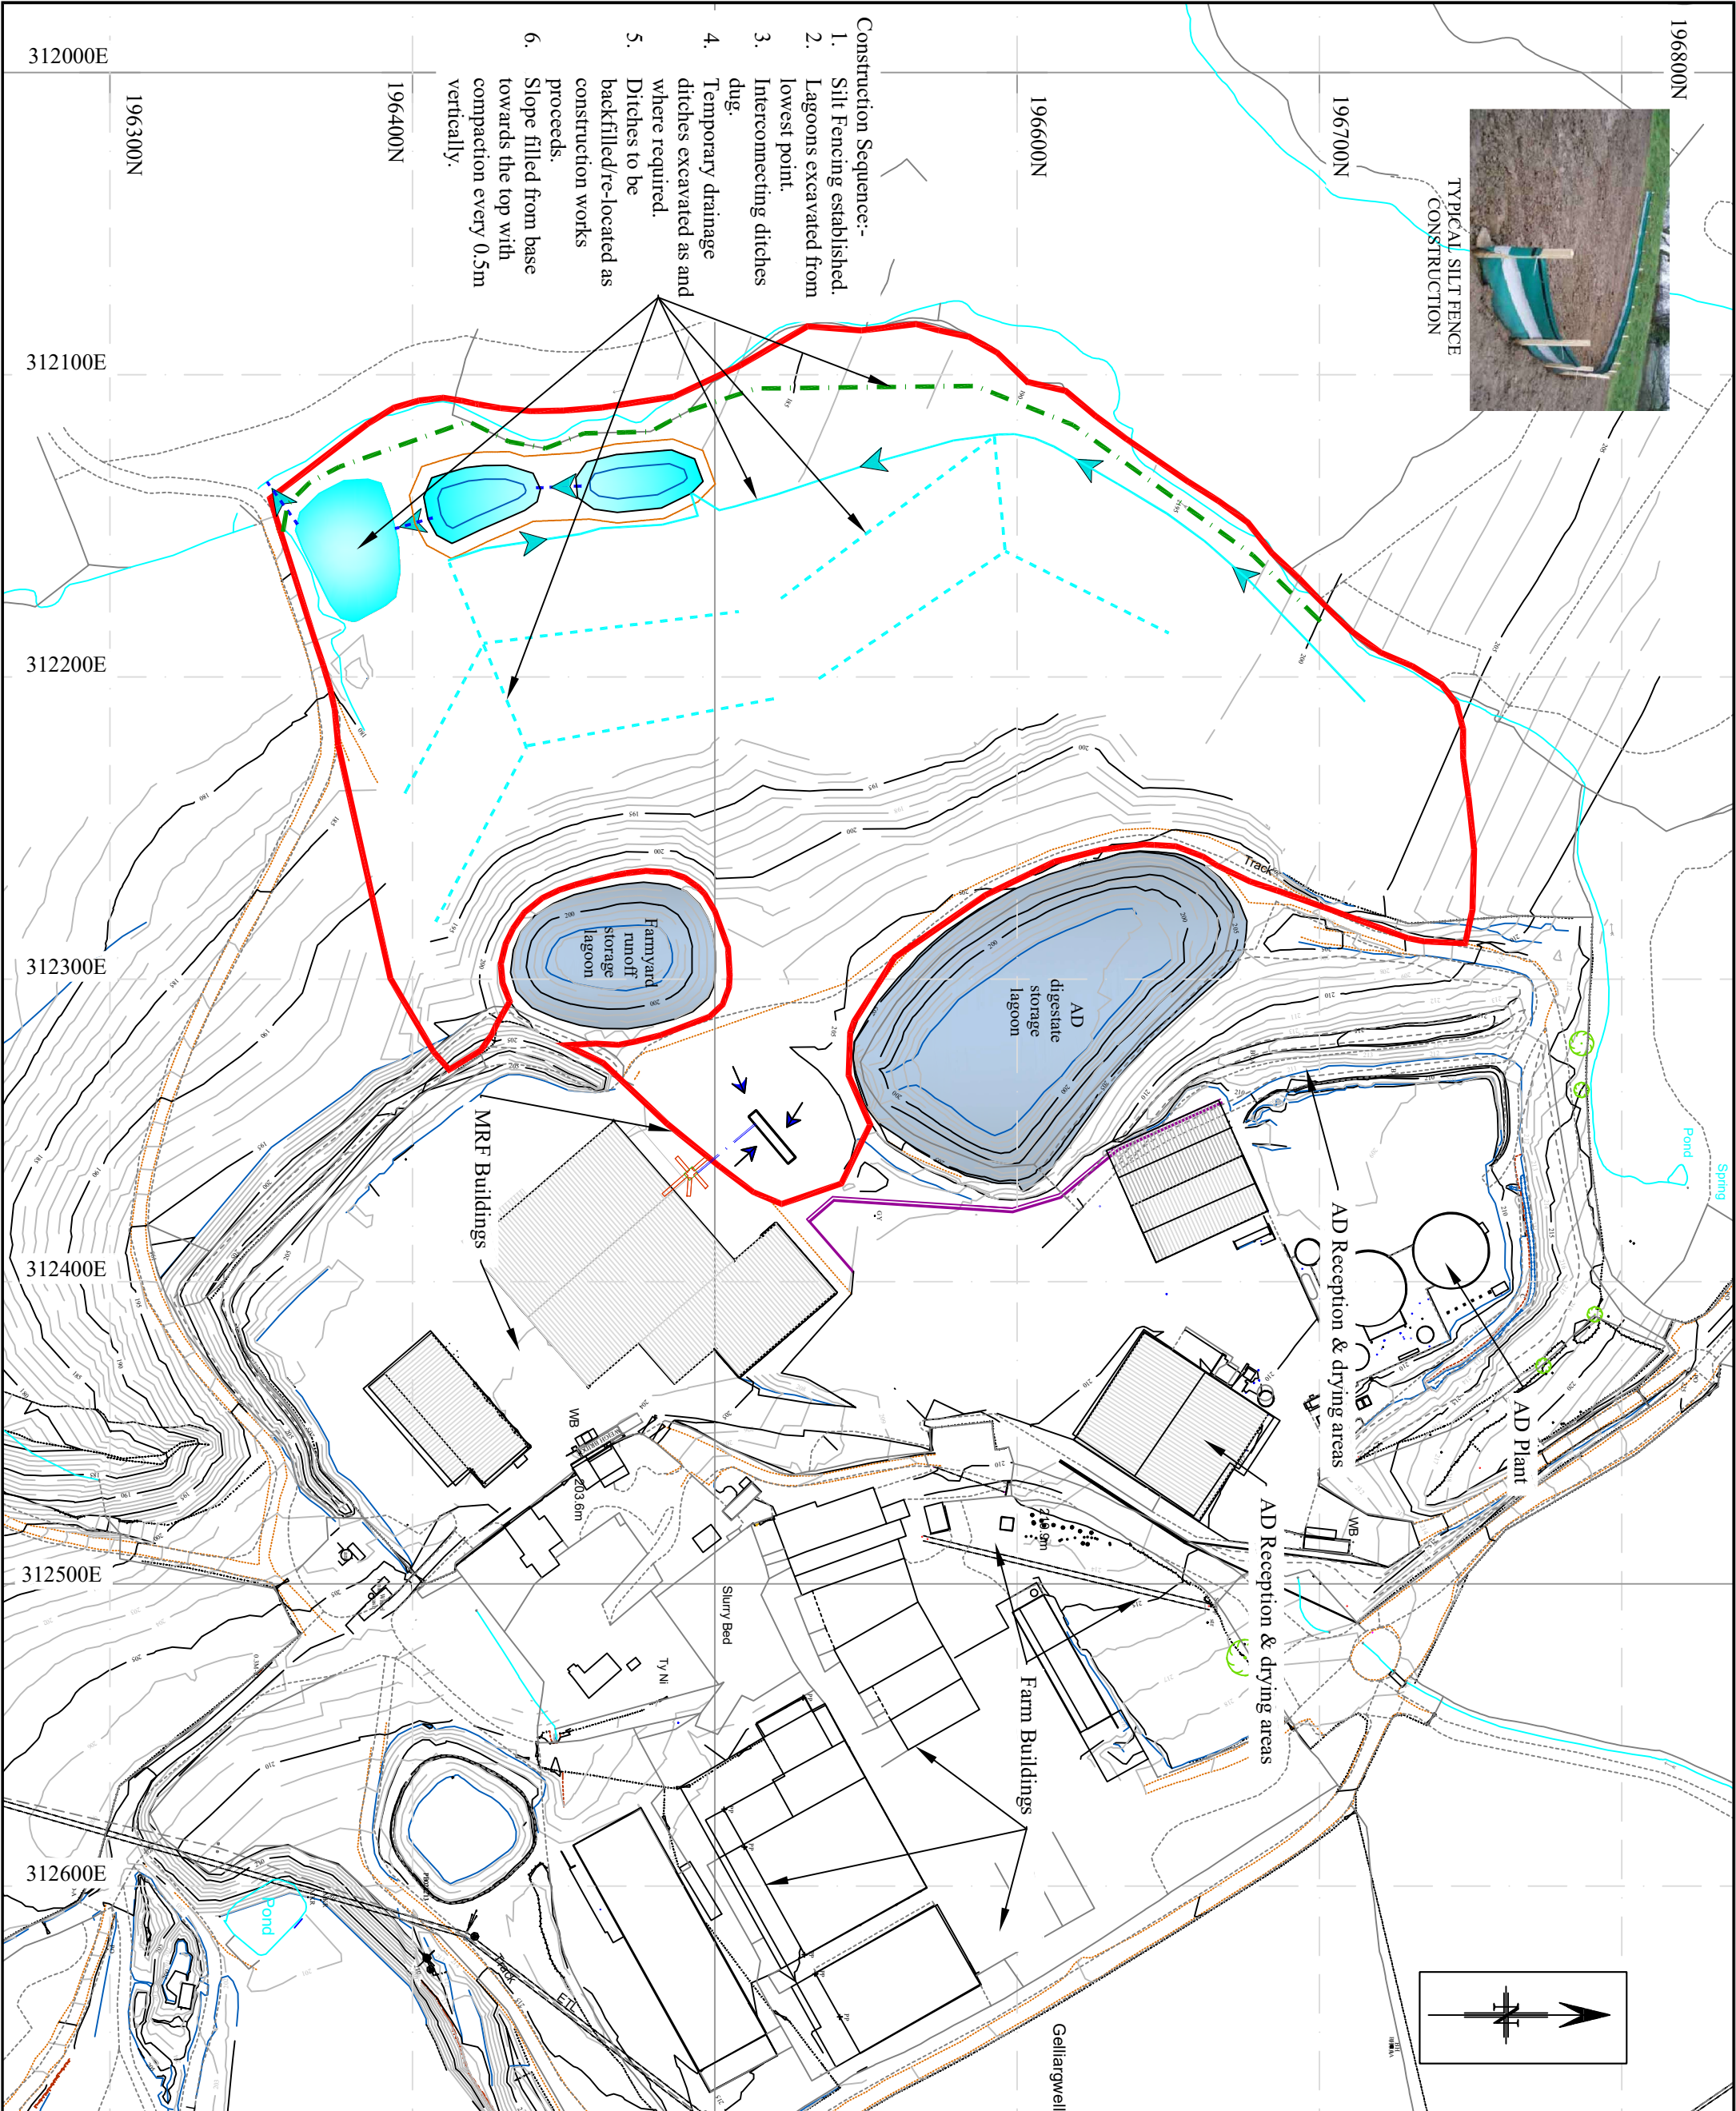 Construction Sequence:-
1. Silt Fencing established.
2. Lagoons excavated from
lowest point.
3. Interconnecting ditches
dug.
4. Temporary drainage
ditches excavated as and
where required.
5. Ditches to be
backfilled/re-located as
construction works
proceeds.
6. Slope filled from base
towards the top with
compaction every 0.5m
vertically.
TYPICAL SILT FENCE
CONSTRUCTION
196800N
196700N
196600N
196400N
196300N
312000E
312100E
312200E
312300E
312400E
312500E
312600E
Farmyard
runoff
storage
lagoon
AD
digestate
storage
lagoon
Track
MRF Buildings
AD Reception & drying areas
AD Plant
AD Reception & drying areas
Farm Buildings
Pond
Spring
WB
203.6m
WB
Slurry Bed
Ty Ni
GY
Pond
Track
ETL
Gelliargwell
N